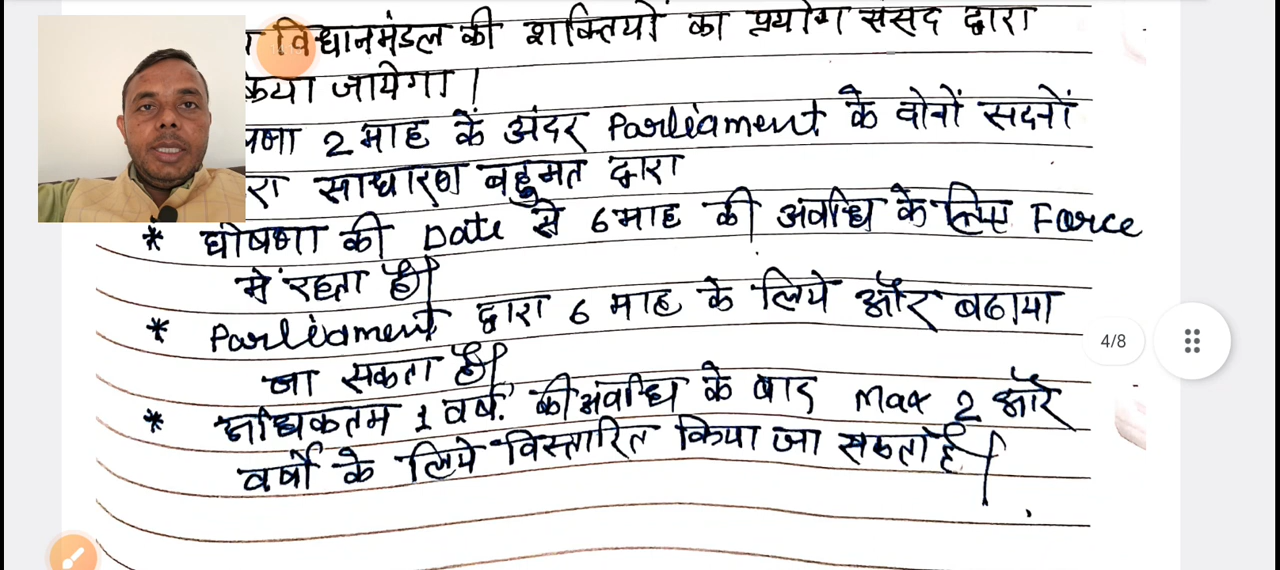 विधानमंडल की शक्तियों का प्रयोग संसद द्वारा
किया जायेगा।
2 माह के अंदर Parliament के दोनों सदनों
रा साधारण बहुमत द्वारा
* घोषणा की Date से 6 माह की अवधि के लिए Force
में रहता है।
* Parliament द्वारा 6 माह के लिये और बढाया
जा सकता है।
* अधिकतम 1 वर्ष की अवधि के बाद Max 2 और
वर्षों के लिये विस्तारित किया जा सकता है।
4/8